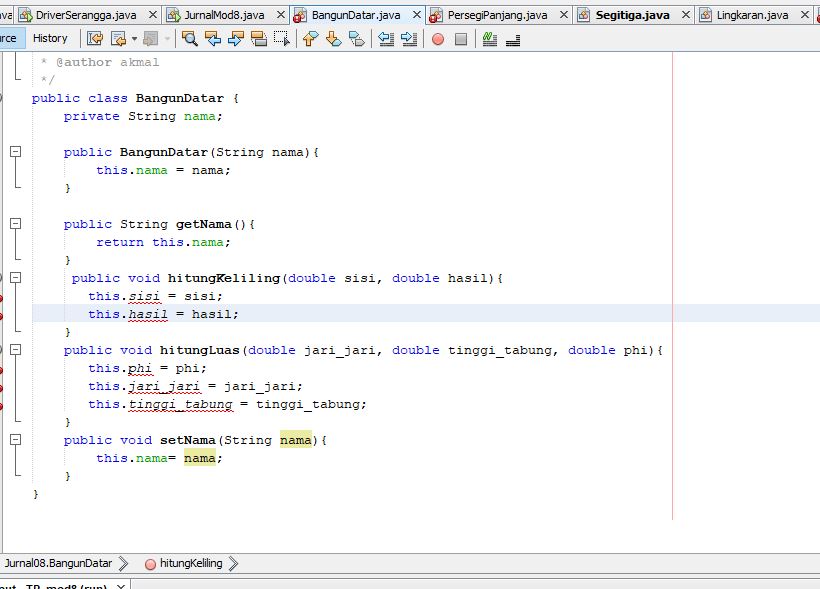 DriverSerangga.java JurnalMod8.java BangunDatar.java PersegiPanjang.java Segitiga.java Lingkaran.java
History
* @author akmal
*/
public class BangunDatar {
private String nama;
public BangunDatar(String nama){
this.nama = nama;
}
public String getNama(){
return this.nama;
}
public void hitungKeliling(double sisi, double hasil){
this.sisi = sisi;
this.hasil = hasil;
}
public void hitungLuas(double jari_jari, double tinggi_tabung, double phi){
this.phi = phi;
this.jari_jari = jari_jari;
this.tinggi_tabung = tinggi_tabung;
}
public void setNama(String nama){
this.nama= nama;
}
}
Jurnal08.BangunDatar hitungKeliling
TP_mod8 (run)